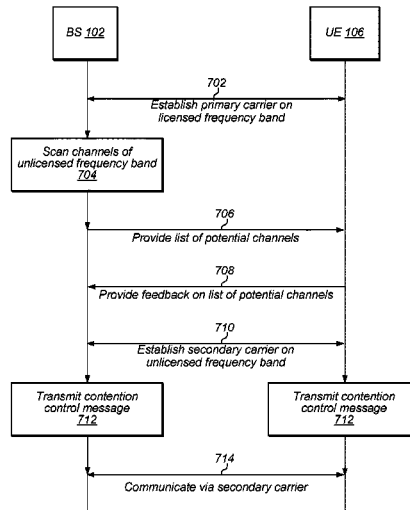 BS 102
UE 106
702
Establish primary carrier on
licensed frequency band
Scan channels of
unlicensed frequency band
704
706
Provide list of potential channels
708
Provide feedback on list of potential channels
710
Establish secondary carrier on
unlicensed frequency band
Transmit contention
control message
712
Transmit contention
control message
712
714
Communicate via secondary carrier